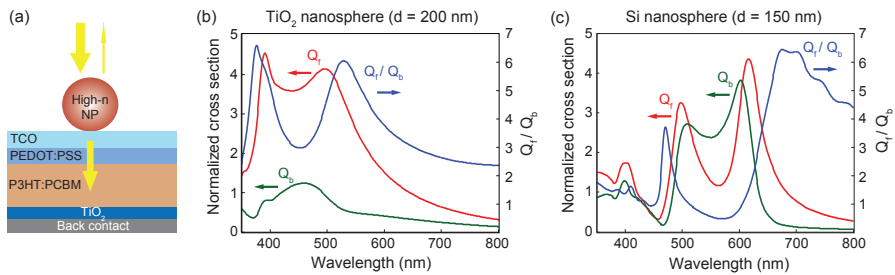 (a)
High-n
NP
TCO
PEDOT:PSS
P3HT:PCBM
TiO2
Back contact
(b)
TiO2 nanosphere (d = 200 nm)
Normalized cross section
5
4
3
2
1
0
7
6
5
4
3
2
1
Qf / Qb
Qf
Qf / Qb
Qb
400
500
600
700
800
Wavelength (nm)
(c)
Si nanosphere (d = 150 nm)
Normalized cross section
5
4
3
2
1
0
7
6
5
4
3
2
1
Qf / Qb
Qf / Qb
Qb
Qf
400
500
600
700
800
Wavelength (nm)